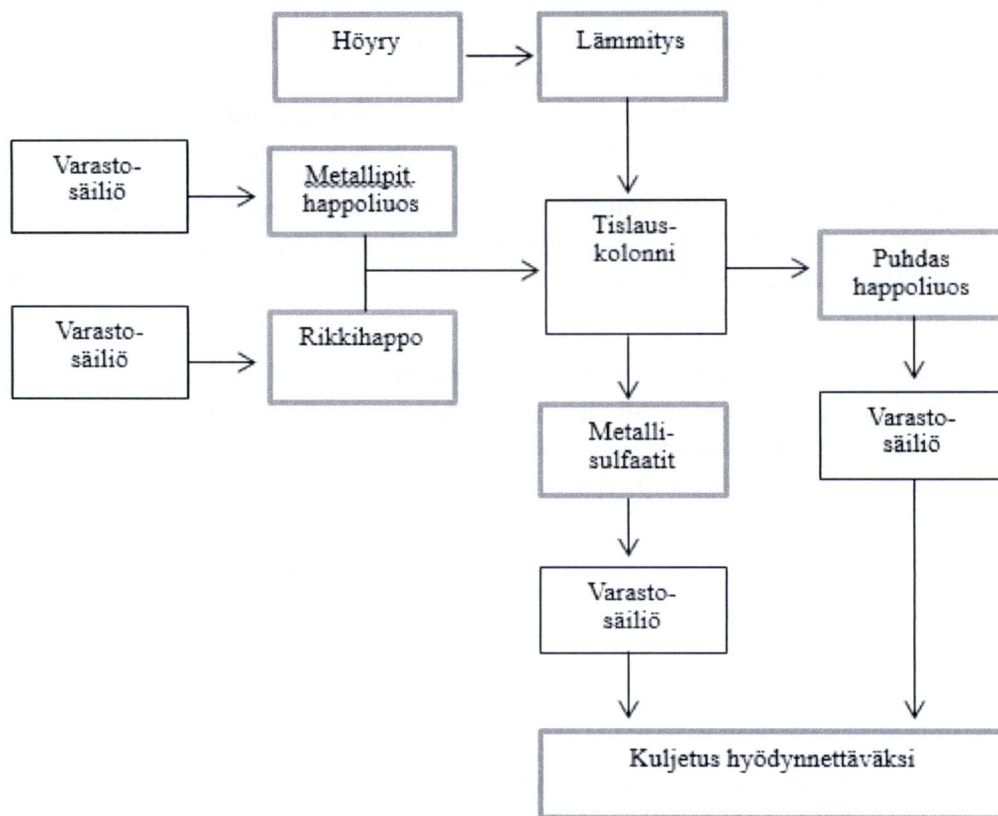 Höyry
Lämmitys
Varasto-
säiliö
Metallipit.
happoliuos
Tislaus-
kolonni
Puhdas
happoliuos
Varasto-
säiliö
Rikkihappo
Metalli-
sulfaatit
Varasto-
säiliö
Varasto-
säiliö
Kuljetus hyödynnettäväksi